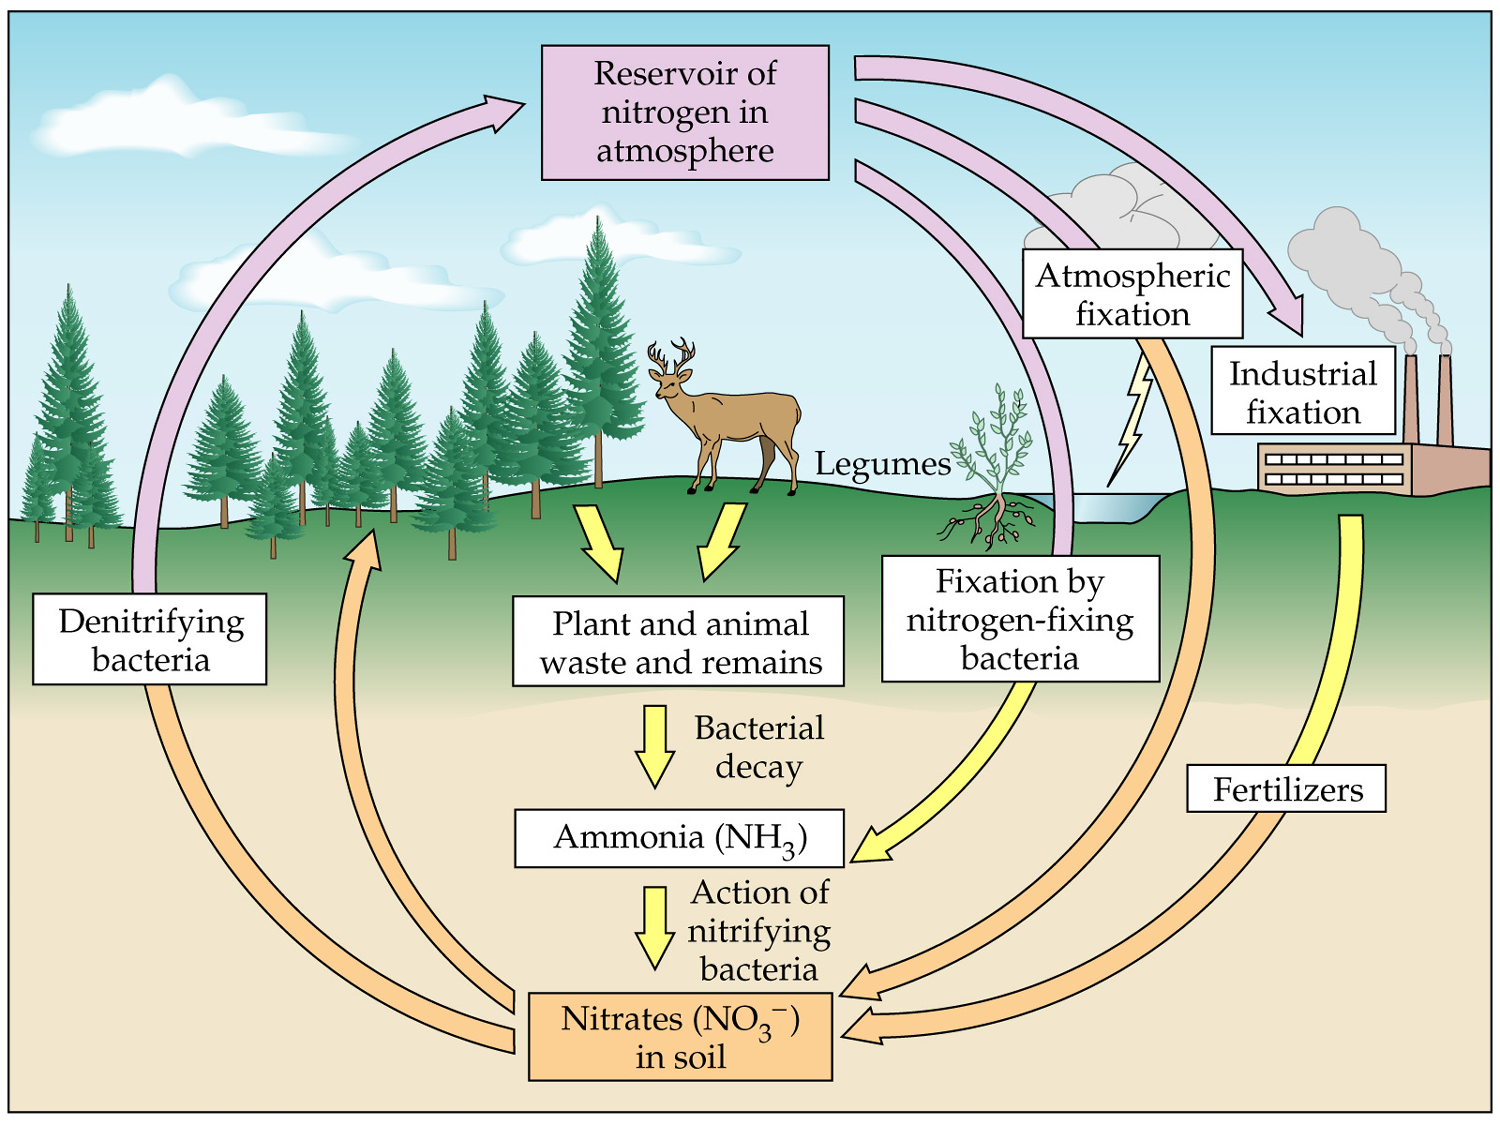 Reservoir of
nitrogen in
atmosphere
Atmospheric
fixation
Industrial
fixation
Legumes
Denitrifying
bacteria
Plant and animal
waste and remains
Fixation by
nitrogen-fixing
bacteria
Bacterial
decay
Fertilizers
Ammonia (NH₃)
Action of
nitrifying
bacteria
Nitrates (NO₃⁻)
in soil